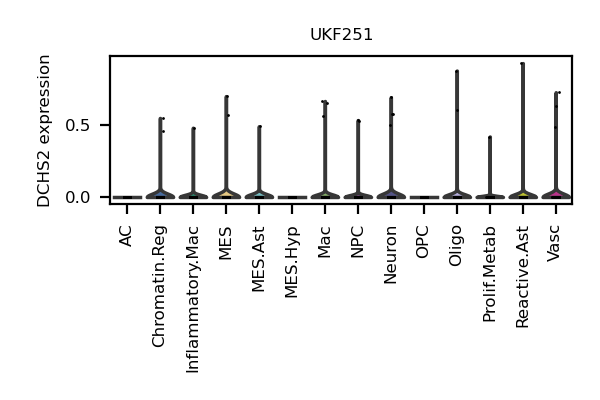 UKF251
DCHS2 expression
0.5
0.0
AC
Chromatin.Reg
Inflammatory.Mac
MES
MES.Ast
MES.Hyp
Mac
NPC
Neuron
OPC
Oligo
Prolif.Metab
Reactive.Ast
Vasc